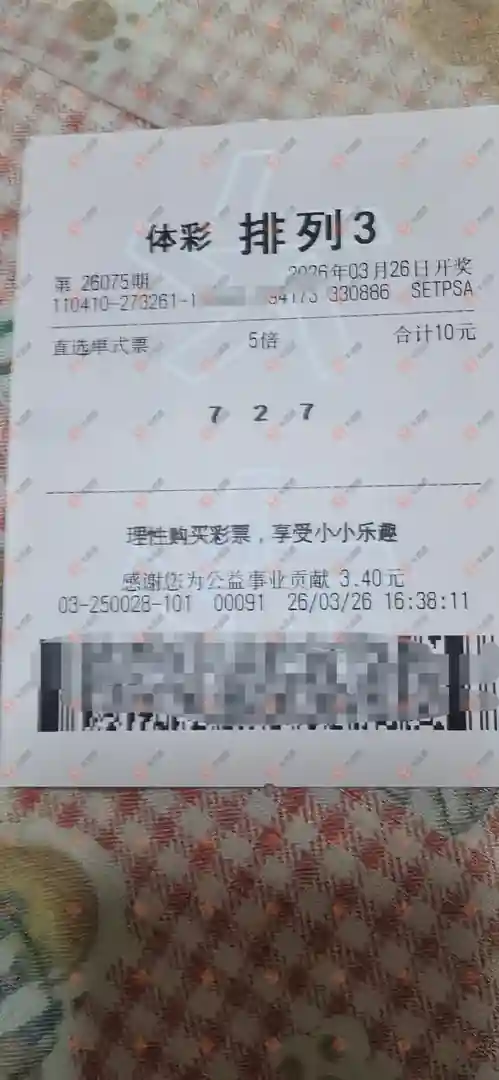 体彩 排列3
第 26075期 2026年03月26日开奖
110410-273261-1 94173 330886 SETPSA
直选单式票 5倍 合计10元
7 2 7
理性购买彩票，享受小小乐趣
感谢您为公益事业贡献 3.40元
03-250028-101 00091 26/03/26 16:38:11